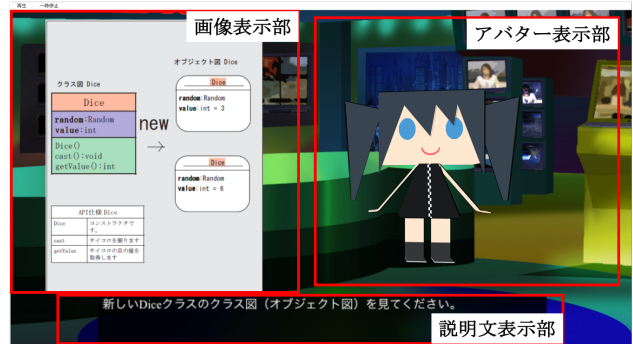 再生 一時停止
画像表示部
アバター表示部
クラス図 Dice
オブジェクト図 Dice
Dice
random:Random
value:int
Dice()
cast():void
getValue():int
new
:Dice
random:Random
value:int = 3
:Dice
random:Random
value:int = 6
API仕様 Dice
Dice コンストラクタです。
cast サイコロを振ります
getValue サイコロの目の値を取得します
新しいDiceクラスのクラス図（オブジェクト図）を見てください。
説明文表示部